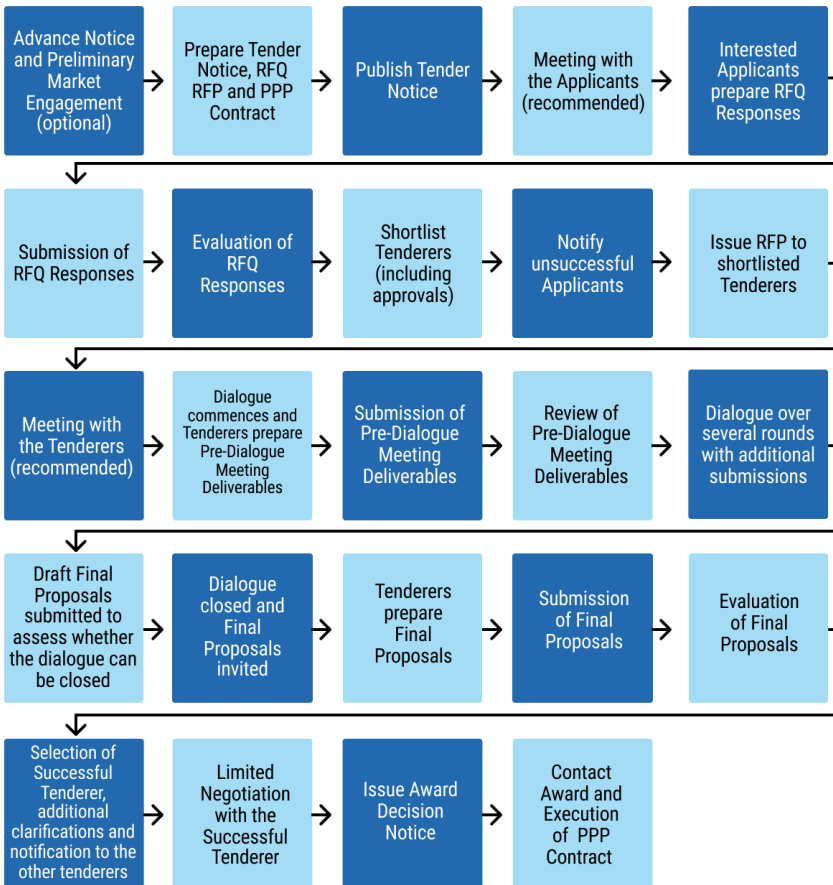 Advance Notice
and Preliminary
Market
Engagement
(optional)
Prepare Tender
Notice, RFQ
RFP and PPP
Contract
Publish Tender
Notice
Meeting with
the Applicants
(recommended)
Interested
Applicants
prepare RFQ
Responses
Submission of
RFQ Responses
Evaluation of
RFQ
Responses
Shortlist
Tenderers
(including
approvals)
Notify
unsuccessful
Applicants
Issue RFP to
shortlisted
Tenderers
Meeting with
the Tenderers
(recommended)
Dialogue
commences and
Tenderers prepare
Pre-Dialogue
Meeting
Deliverables
Submission of
Pre-Dialogue
Meeting
Deliverables
Review of
Pre-Dialogue
Meeting
Deliverables
Dialogue over
several rounds
with additional
submissions
Draft Final
Proposals
submitted to
assess whether
the dialogue can
be closed
Dialogue
closed and
Final
Proposals
invited
Tenderers
prepare
Final
Proposals
Submission
of Final
Proposals
Evaluation
of Final
Proposals
Selection of
Successful
Tenderer,
additional
clarifications and
notification to the
other tenderers
Limited
Negotiation
with the
Successful
Tenderer
Issue Award
Decision
Notice
Contact
Award and
Execution
of PPP
Contract